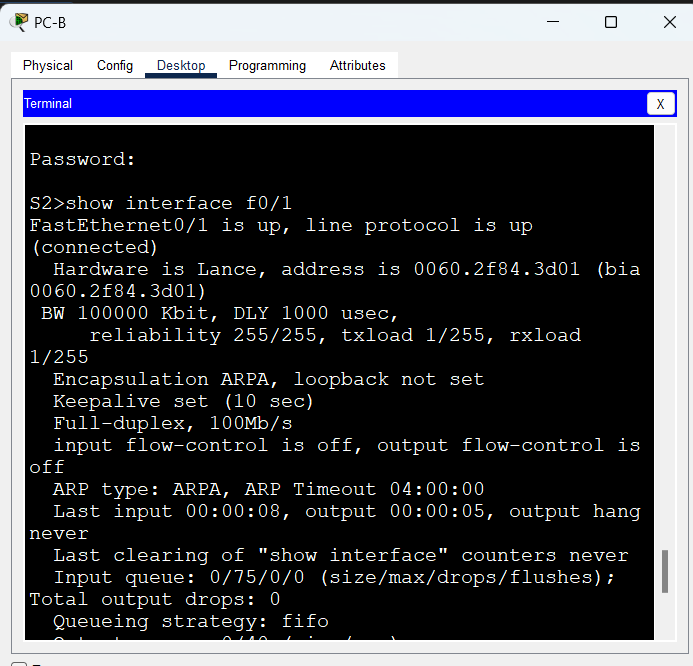 PC-B
Physical Config Desktop Programming Attributes
Terminal X
Password:
S2>show interface f0/1
FastEthernet0/1 is up, line protocol is up
(connected)
Hardware is Lance, address is 0060.2f84.3d01 (bia
0060.2f84.3d01)
BW 100000 Kbit, DLY 1000 usec,
reliability 255/255, txload 1/255, rxload
1/255
Encapsulation ARPA, loopback not set
Keepalive set (10 sec)
Full-duplex, 100Mb/s
input flow-control is off, output flow-control is
off
ARP type: ARPA, ARP Timeout 04:00:00
Last input 00:00:08, output 00:00:05, output hang
never
Last clearing of "show interface" counters never
Input queue: 0/75/0/0 (size/max/drops/flushes);
Total output drops: 0
Queueing strategy: fifo